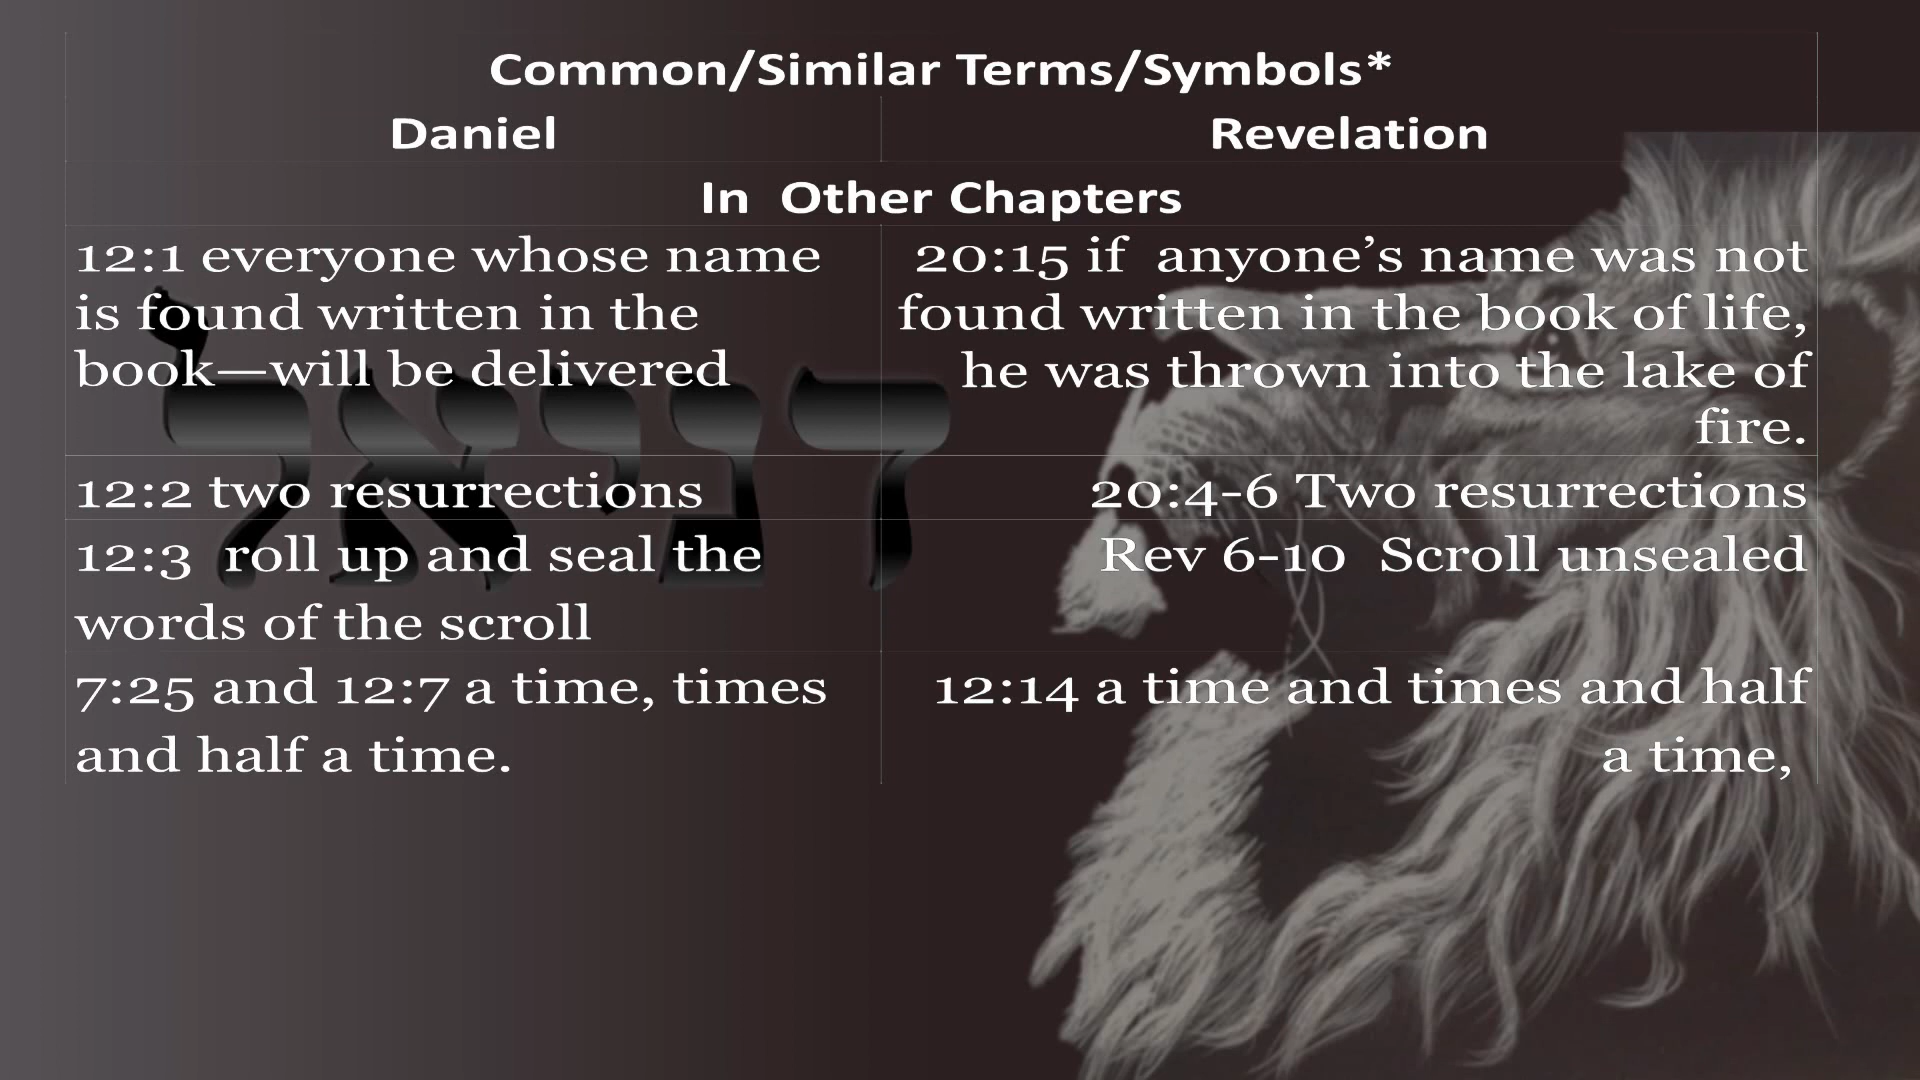 Common/Similar Terms/Symbols*
Daniel
Revelation
In  Other Chapters
12:1 everyone whose name
is found written in the
book—will be delivered
20:15 if  anyone’s name was not
found written in the book of life,
he was thrown into the lake of
fire.
12:2 two resurrections
20:4-6 Two resurrections
12:3  roll up and seal the
words of the scroll
Rev 6-10  Scroll unsealed
7:25 and 12:7 a time, times
and half a time.
12:14 a time and times and half
a time,
דניאל